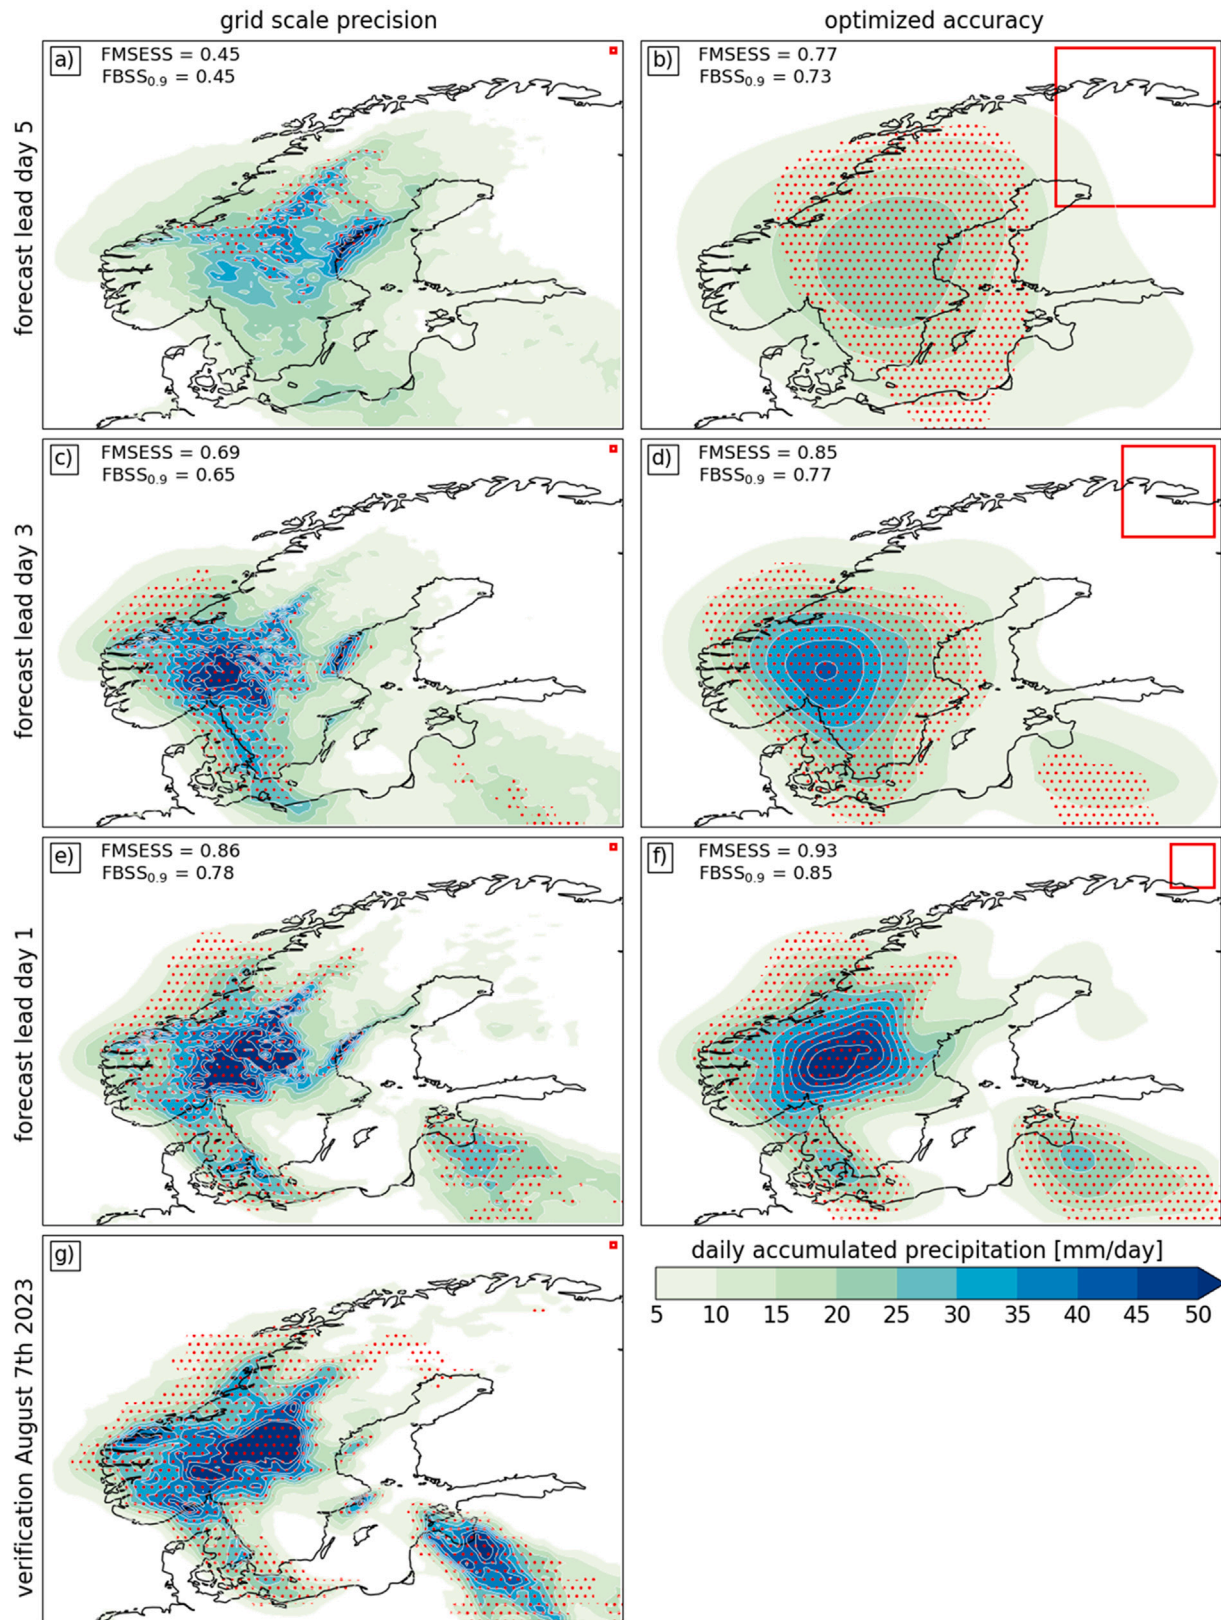 grid scale precision
optimized accuracy
forecast lead day 5
a)
FMSESS = 0.45
FBSS0.9 = 0.45
b)
FMSESS = 0.77
FBSS0.9 = 0.73
forecast lead day 3
c)
FMSESS = 0.69
FBSS0.9 = 0.65
d)
FMSESS = 0.85
FBSS0.9 = 0.77
forecast lead day 1
e)
FMSESS = 0.86
FBSS0.9 = 0.78
f)
FMSESS = 0.93
FBSS0.9 = 0.85
verification August 7th 2023
g)
daily accumulated precipitation [mm/day]
5 10 15 20 25 30 35 40 45 50